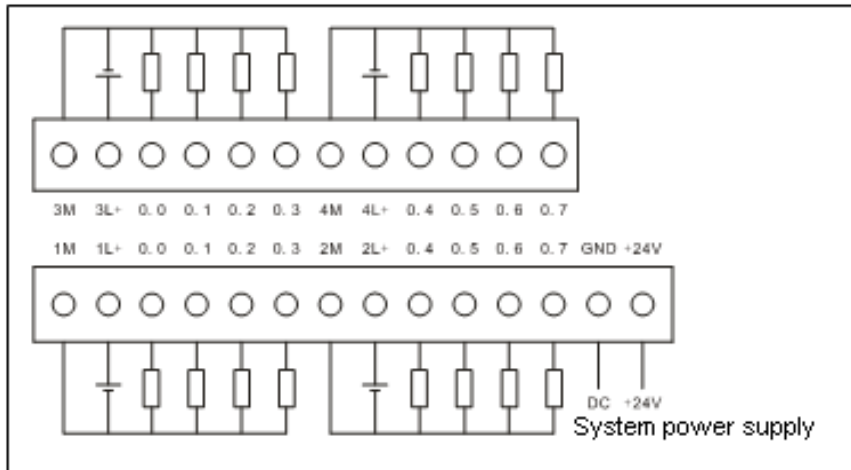 3M 3L+ 0.0 0.1 0.2 0.3 4M 4L+ 0.4 0.5 0.6 0.7
1M 1L+ 0.0 0.1 0.2 0.3 2M 2L+ 0.4 0.5 0.6 0.7 GND +24V
DC +24V
System power supply